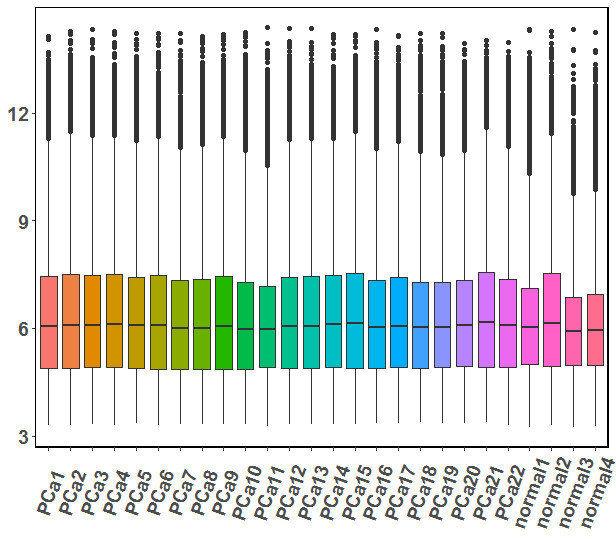 12
9
6
3
PCa1
PCa2
PCa3
PCa4
PCa5
PCa6
PCa7
PCa8
PCa9
PCa10
PCa11
PCa12
PCa13
PCa14
PCa15
PCa16
PCa17
PCa18
PCa19
PCa20
PCa21
PCa22
normal1
normal2
normal3
normal4